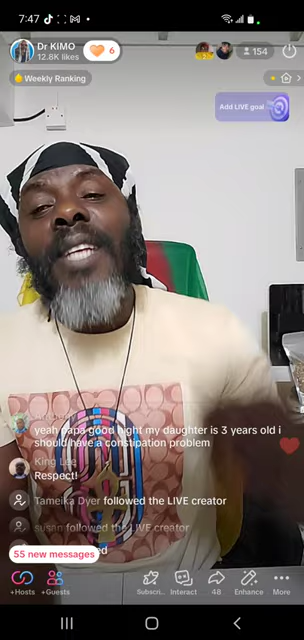 7:47
Dr KIMO
12.8K likes
6
154
Weekly Ranking
Add LIVE goal
yeah papa good night my daughter is 3 years old i
should have a constipation problem
King Lee
Respect!
Tameika Dyer followed the LIVE creator
susan followed the LIVE creator
55 new messages
+Hosts
+Guests
Subscri...
Interact
48
Enhance
More